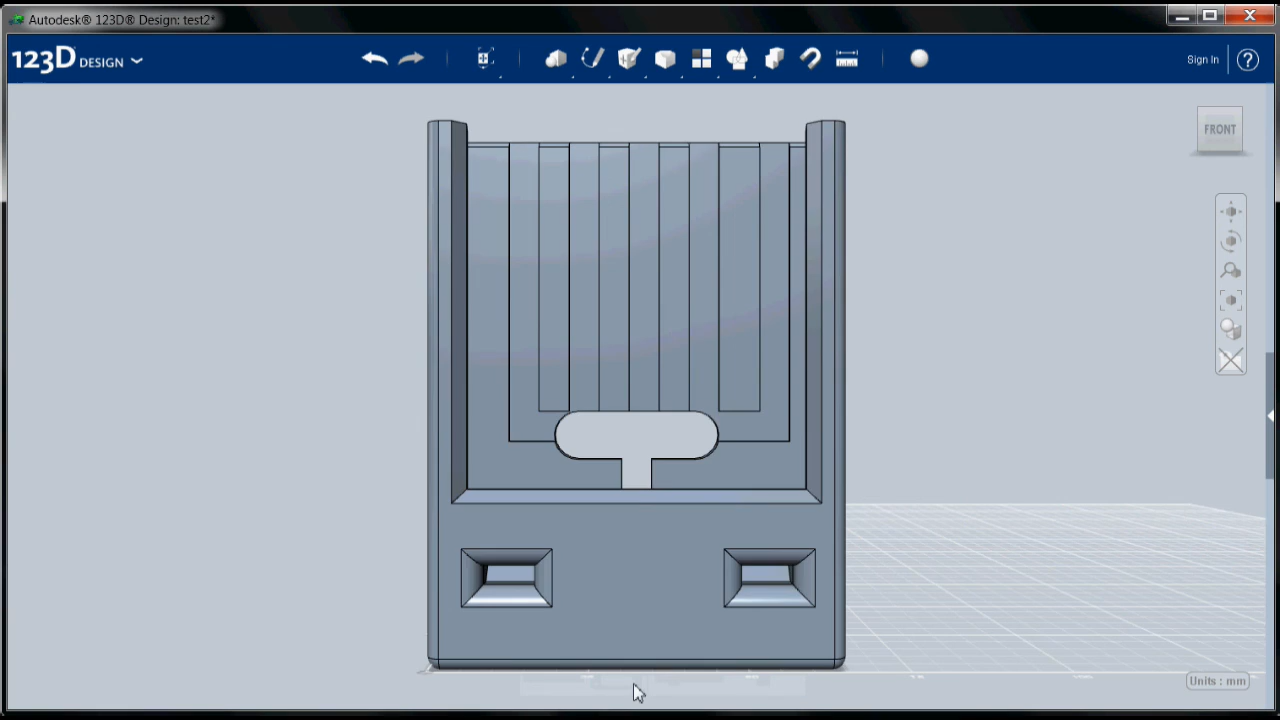 Autodesk® 123D® Design: test2*
123D DESIGN
Sign In
?
FRONT
Units : mm